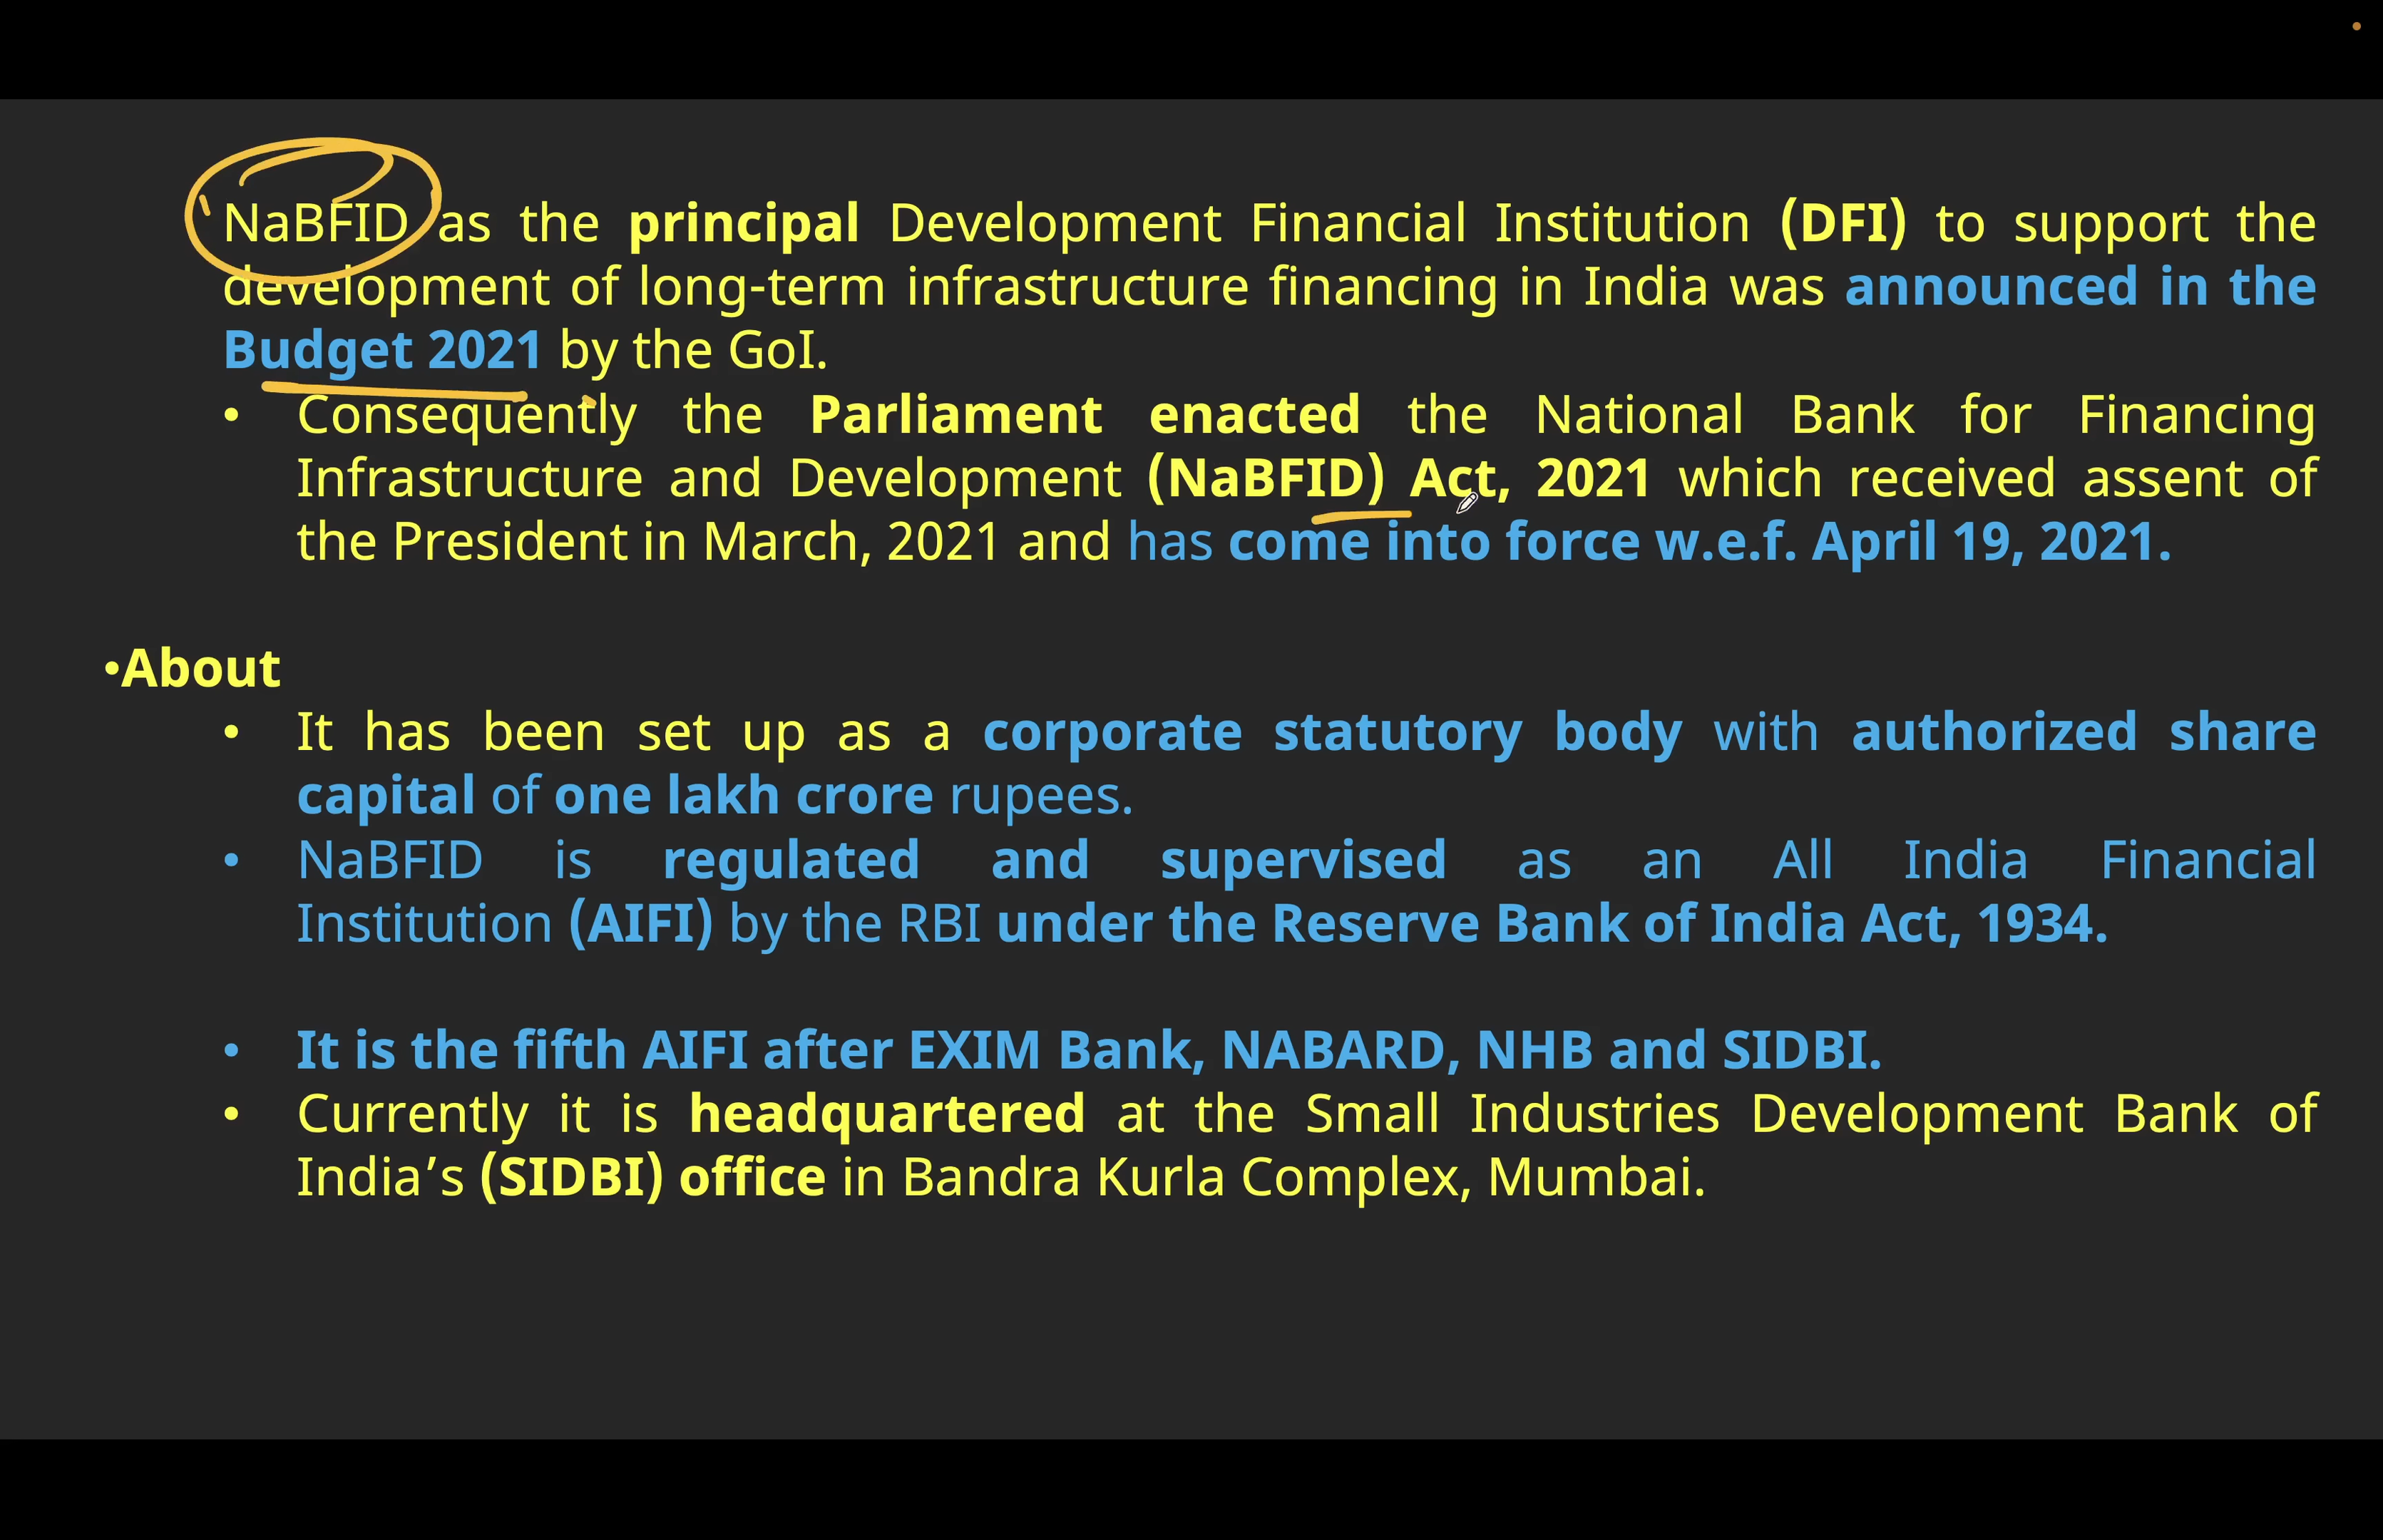 NaBFID as the principal Development Financial Institution (DFI) to support the
development of long-term infrastructure financing in India was announced in the
Budget 2021 by the GoI.
• Consequently the Parliament enacted the National Bank for Financing
Infrastructure and Development (NaBFID) Act, 2021 which received assent of
the President in March, 2021 and has come into force w.e.f. April 19, 2021.
•About
• It has been set up as a corporate statutory body with authorized share
capital of one lakh crore rupees.
• NaBFID is regulated and supervised as an All India Financial
Institution (AIFI) by the RBI under the Reserve Bank of India Act, 1934.
• It is the fifth AIFI after EXIM Bank, NABARD, NHB and SIDBI.
• Currently it is headquartered at the Small Industries Development Bank of
India’s (SIDBI) office in Bandra Kurla Complex, Mumbai.